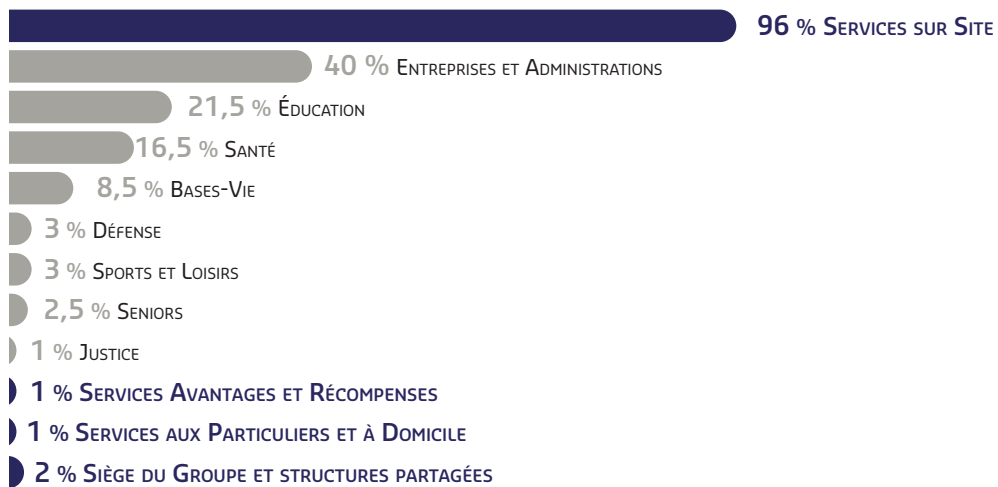 96 % Services sur Site
40 % Entreprises et Administrations
21,5 % Éducation
16,5 % Santé
8,5 % Bases-Vie
3 % Défense
3 % Sports et Loisirs
2,5 % Seniors
1 % Justice
1 % Services Avantages et Récompenses
1 % Services aux Particuliers et à Domicile
2 % Siège du Groupe et structures partagées